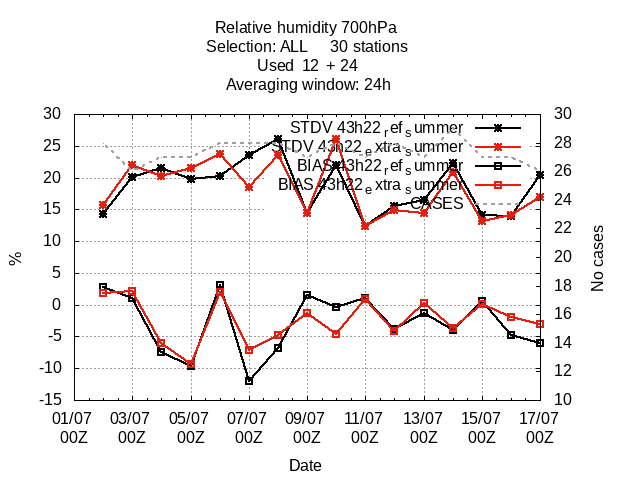 Relative humidity 700hPa
Selection: ALL 30 stations
Used 12 + 24
Averaging window: 24h
30 30
25 28
20 26
15 24
10 22
5 20
0 18
-5 16
-10 14
-15 12
10
%
No cases
STDV 43h22_ref_summer
STDV 43h22_extra_summer
BIAS 43h22_ref_summer
BIAS 43h22_extra_summer
CASES
01/07 03/07 05/07 07/07 09/07 11/07 13/07 15/07 17/07
00Z 00Z 00Z 00Z 00Z 00Z 00Z 00Z 00Z
Date